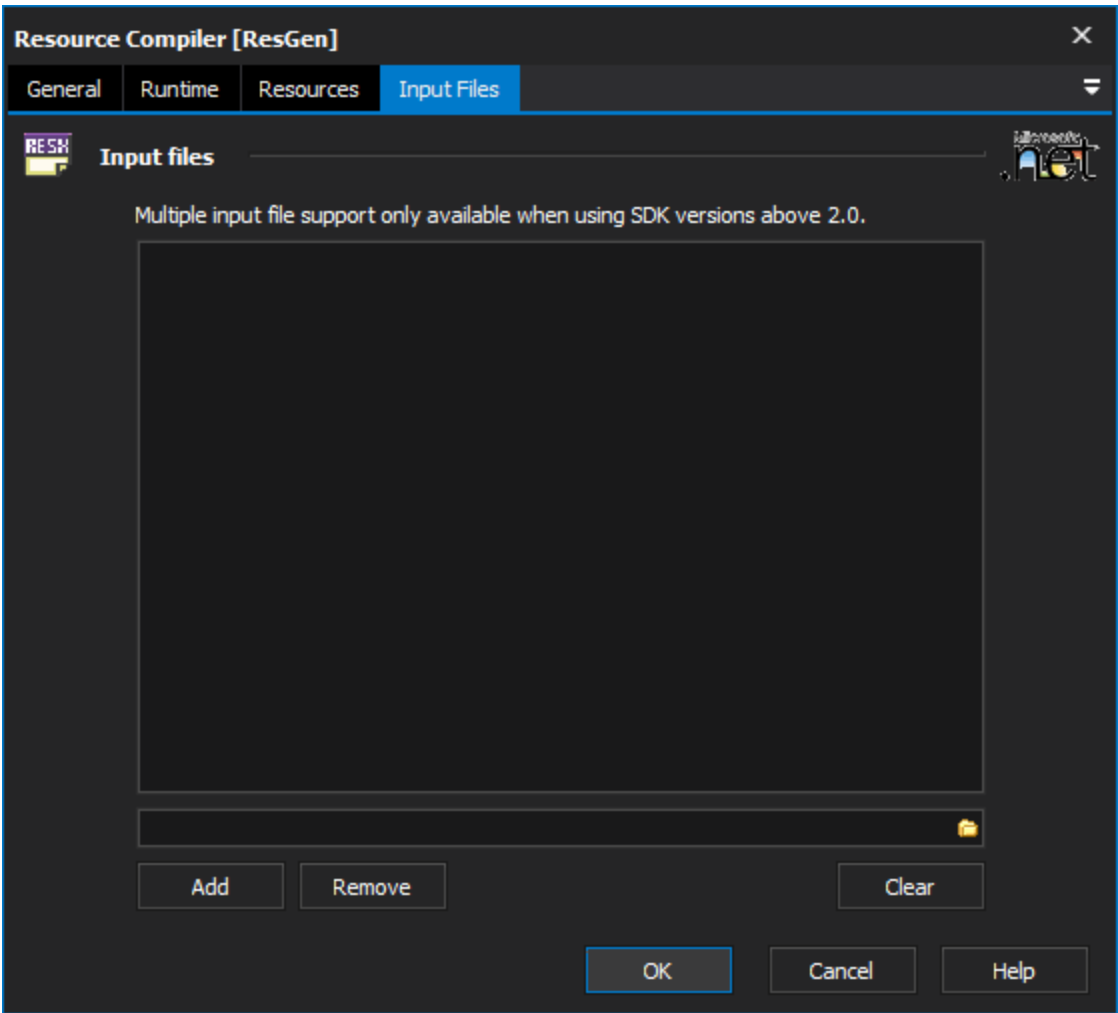 Resource Compiler [ResGen]
General Runtime Resources Input Files
RESX
Input files
Microsoft
.net
Multiple input file support only available when using SDK versions above 2.0.
Add Remove Clear
OK Cancel Help